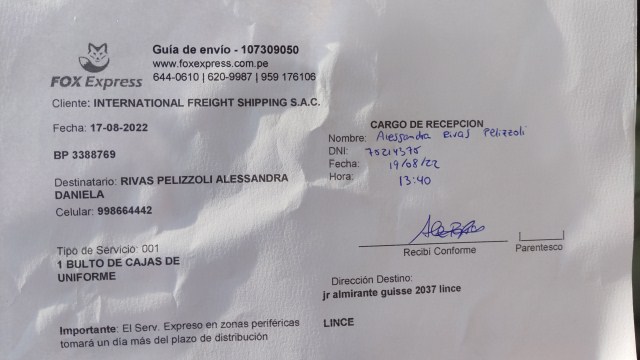 Guía de envío - 107309050
www.foxexpress.com.pe
FOX Express
644-0610 | 620-9987 | 959 176106
Cliente: INTERNATIONAL FREIGHT SHIPPING S.A.C.
Fecha: 17-08-2022
BP 3388769
Destinatario: RIVAS PELIZZOLI ALESSANDRA
DANIELA
Celular: 998664442
Tipo de Servicio: 001
1 BULTO DE CAJAS DE
UNIFORME
Importante: El Serv. Expreso en zonas periféricas
tomará un día más del plazo de distribución
CARGO DE RECEPCION
Nombre: Alessandra Rivas Pelizzoli
DNI: 70214375
Fecha: 19/08/22
Hora: 13:40
Recibi Conforme
Parentesco
Dirección Destino:
jr almirante guisse 2037 lince
LINCE